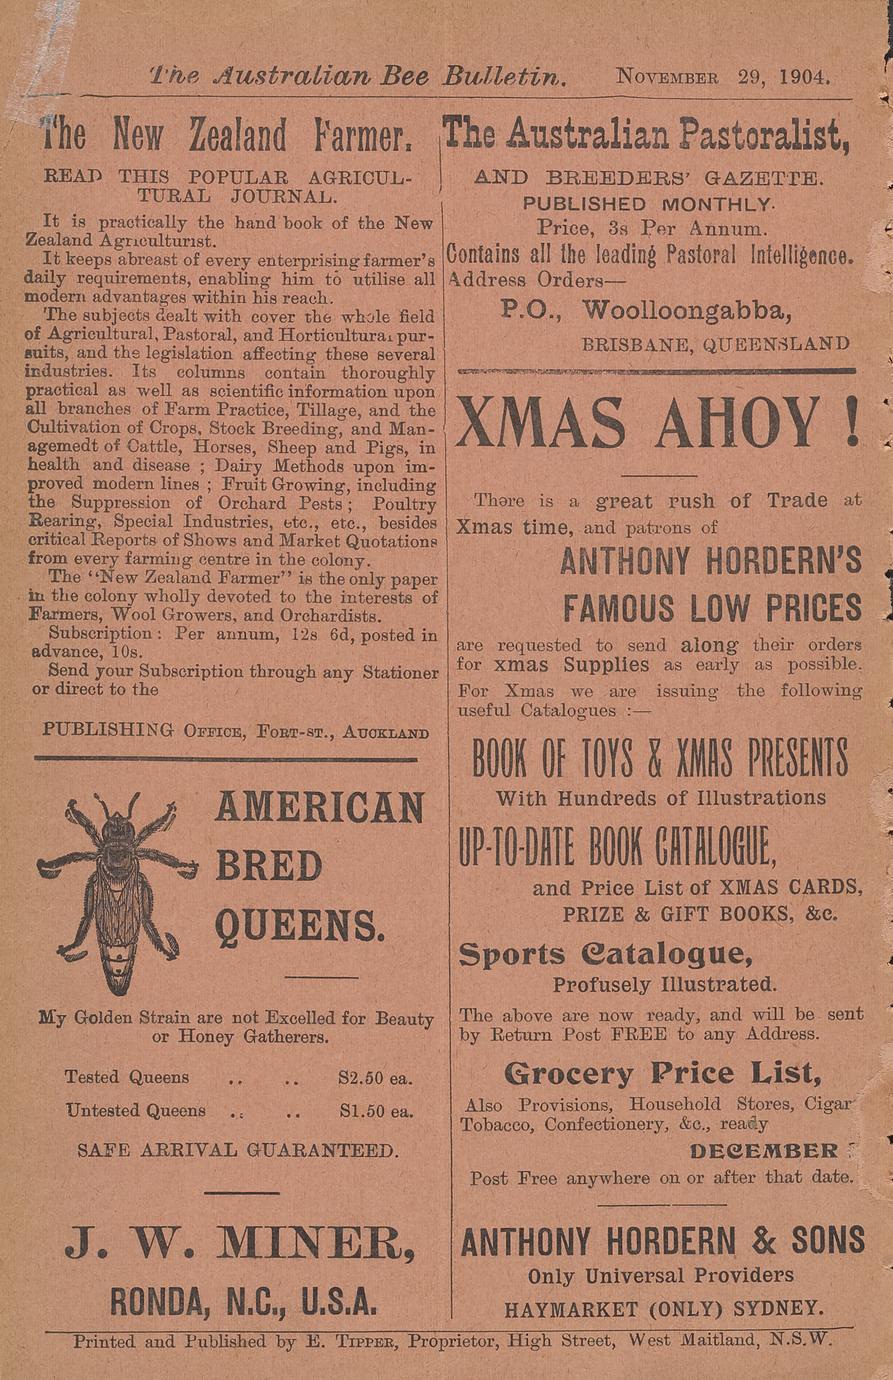 The Australian Bee Bulletin. November 29, 1904.
The New Zealand Farmer.
READ THIS POPULAR AGRICUL-
TURAL JOURNAL.
It is practically the hand book of the New
Zealand Agriculturist.
It keeps abreast of every enterprising farmer's
daily requirements, enabling him to utilise all
modern advantages within his reach.
The subjects dealt with cover the whole field
of Agricultural, Pastoral, and Horticultural pur-
suits, and the legislation affecting these several
industries. Its columns contain thoroughly
practical as well as scientific information upon
all branches of Farm Practice, Tillage, and the
Cultivation of Crops, Stock Breeding, and Man-
agemedt of Cattle, Horses, Sheep and Pigs, in
health and disease ; Dairy Methods upon im-
proved modern lines ; Fruit Growing, including
the Suppression of Orchard Pests ; Poultry
Rearing, Special Industries, etc., etc., besides
critical Reports of Shows and Market Quotations
from every farming centre in the colony.
The "New Zealand Farmer" is the only paper
in the colony wholly devoted to the interests of
Farmers, Wool Growers, and Orchardists.
Subscription : Per annum, 12s 6d, posted in
advance, 10s.
Send your Subscription through any Stationer
or direct to the
PUBLISHING Office, Fort-st., Auckland
AMERICAN
BRED
QUEENS.
My Golden Strain are not Excelled for Beauty
or Honey Gatherers.
Tested Queens .. .. $2.50 ea.
Untested Queens .. .. $1.50 ea.
SAFE ARRIVAL GUARANTEED.
J. W. MINER,
RONDA, N.C., U.S.A.
The Australian Pastoralist,
AND BREEDERS' GAZETTE.
PUBLISHED MONTHLY.
Price, 3s Per Annum.
Contains all the leading Pastoral Intelligence.
Address Orders—
P.O., Woolloongabba,
BRISBANE, QUEENSLAND
XMAS AHOY !
There is a great rush of Trade at
Xmas time, and patrons of
ANTHONY HORDERN'S
FAMOUS LOW PRICES
are requested to send along their orders
for xmas Supplies as early as possible.
For Xmas we are issuing the following
useful Catalogues :—
BOOK OF TOYS & XMAS PRESENTS
With Hundreds of Illustrations
UP-TO-DATE BOOK CATALOGUE,
and Price List of XMAS CARDS,
PRIZE & GIFT BOOKS, &c.
Sports Catalogue,
Profusely Illustrated.
The above are now ready, and will be sent
by Return Post FREE to any Address.
Grocery Price List,
Also Provisions, Household Stores, Cigar
Tobacco, Confectionery, &c., ready
DECEMBER
Post Free anywhere on or after that date.
ANTHONY HORDERN & SONS
Only Universal Providers
HAYMARKET (ONLY) SYDNEY.
Printed and Published by E. Tipper, Proprietor, High Street, West Maitland, N.S.W.